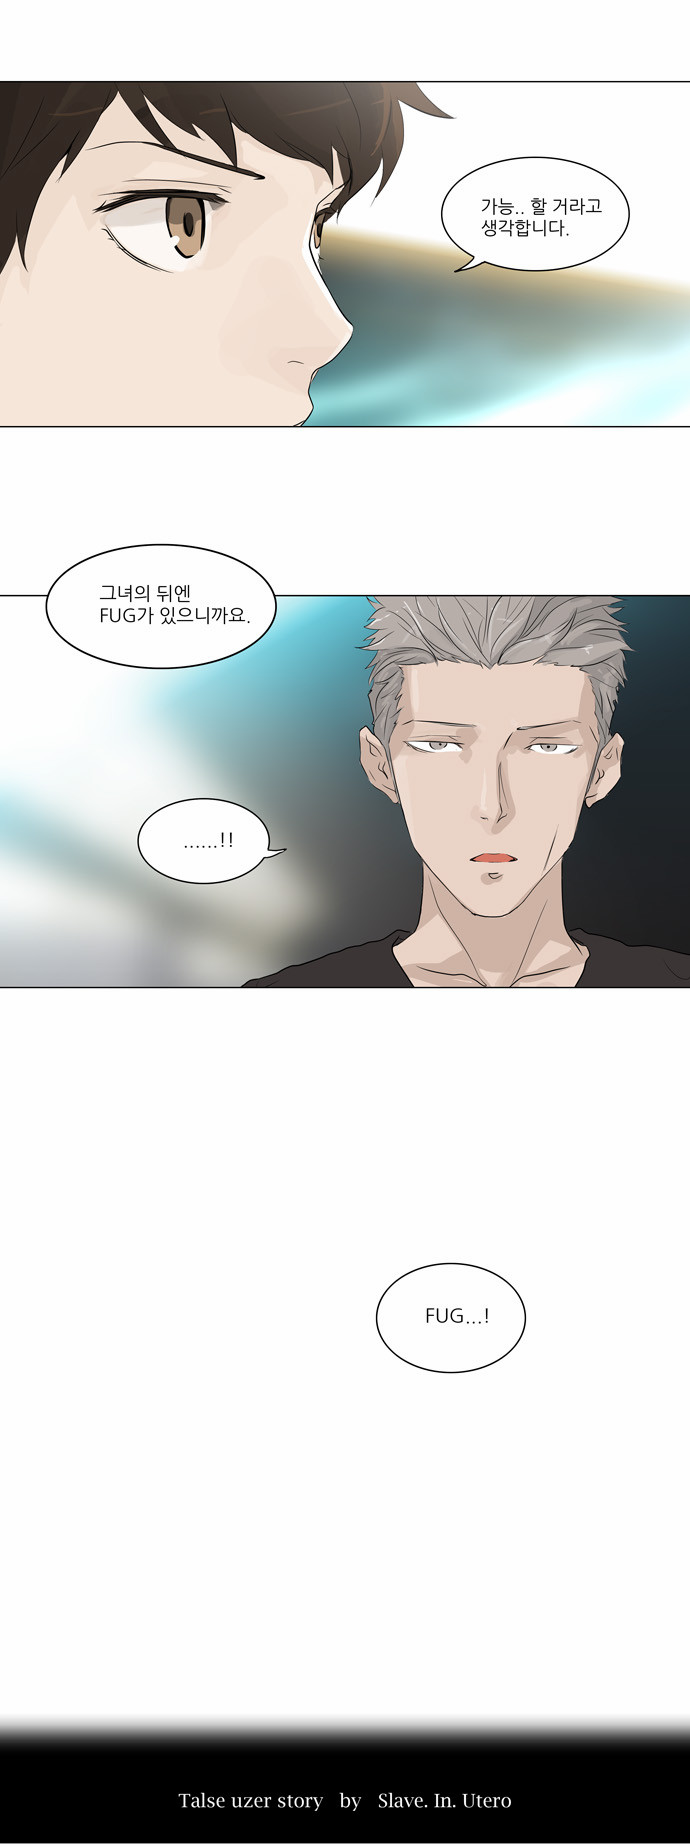 가능.. 할 거라고
생각합니다.
그녀의 뒤엔
FUG가 있으니까요.
......!!
FUG...!
Talse uzer story by Slave. In. Utero